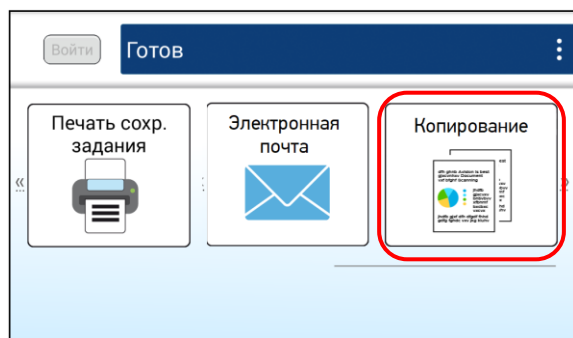 Войти
Готов
Печать сохр.
задания
Электронная
почта
Копирование